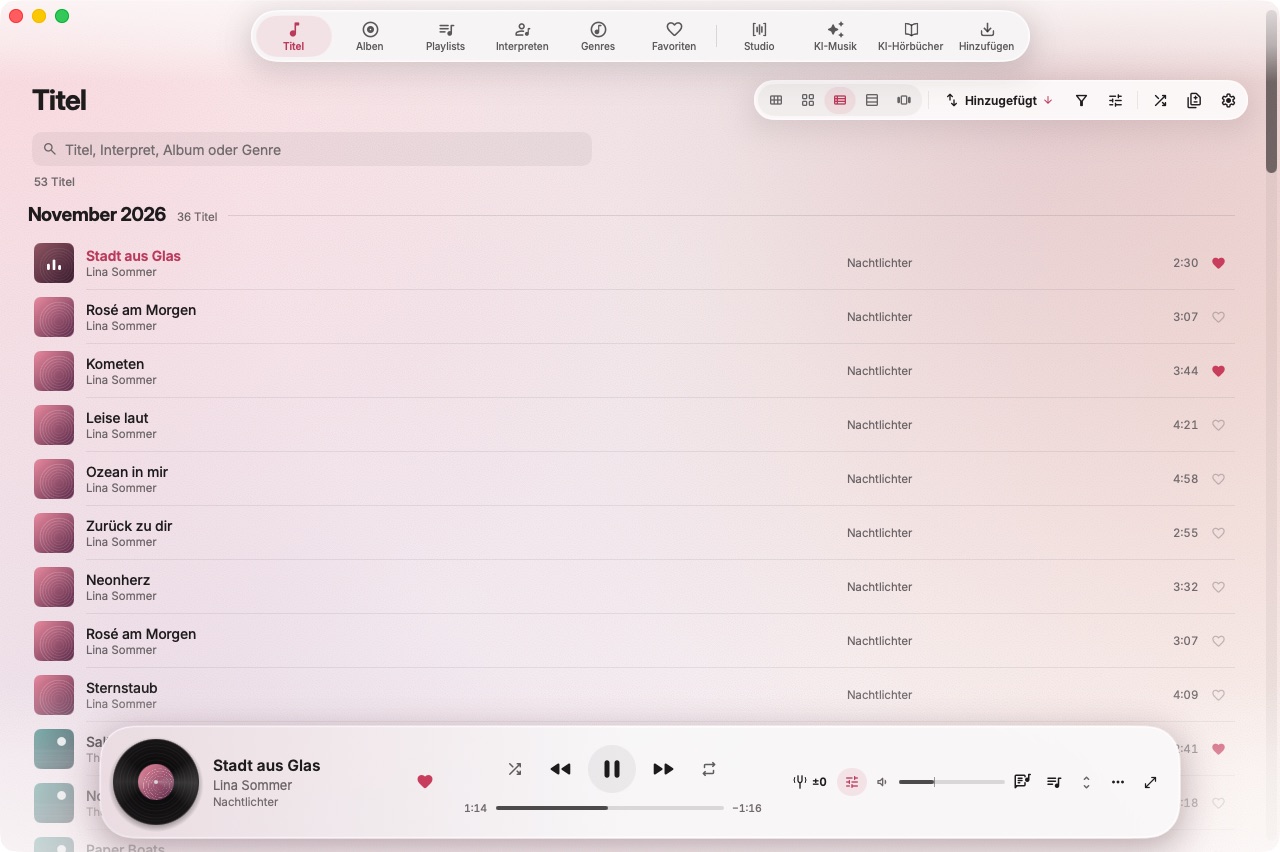 Titel
Alben
Playlists
Interpreten
Genres
Favoriten
Studio
KI-Musik
KI-Hörbücher
Hinzufügen
Titel
Hinzugefügt
Titel, Interpret, Album oder Genre
53 Titel
November 2026 36 Titel
Stadt aus Glas
Lina Sommer
Nachtlichter
2:30
Rosé am Morgen
Lina Sommer
Nachtlichter
3:07
Kometen
Lina Sommer
Nachtlichter
3:44
Leise laut
Lina Sommer
Nachtlichter
4:21
Ozean in mir
Lina Sommer
Nachtlichter
4:58
Zurück zu dir
Lina Sommer
Nachtlichter
2:55
Neonherz
Lina Sommer
Nachtlichter
3:32
Rosé am Morgen
Lina Sommer
Nachtlichter
3:07
Sternstaub
Lina Sommer
Nachtlichter
4:09
:41
:18
Paper Boats
Stadt aus Glas
Lina Sommer
Nachtlichter
1:14
−1:16
±0